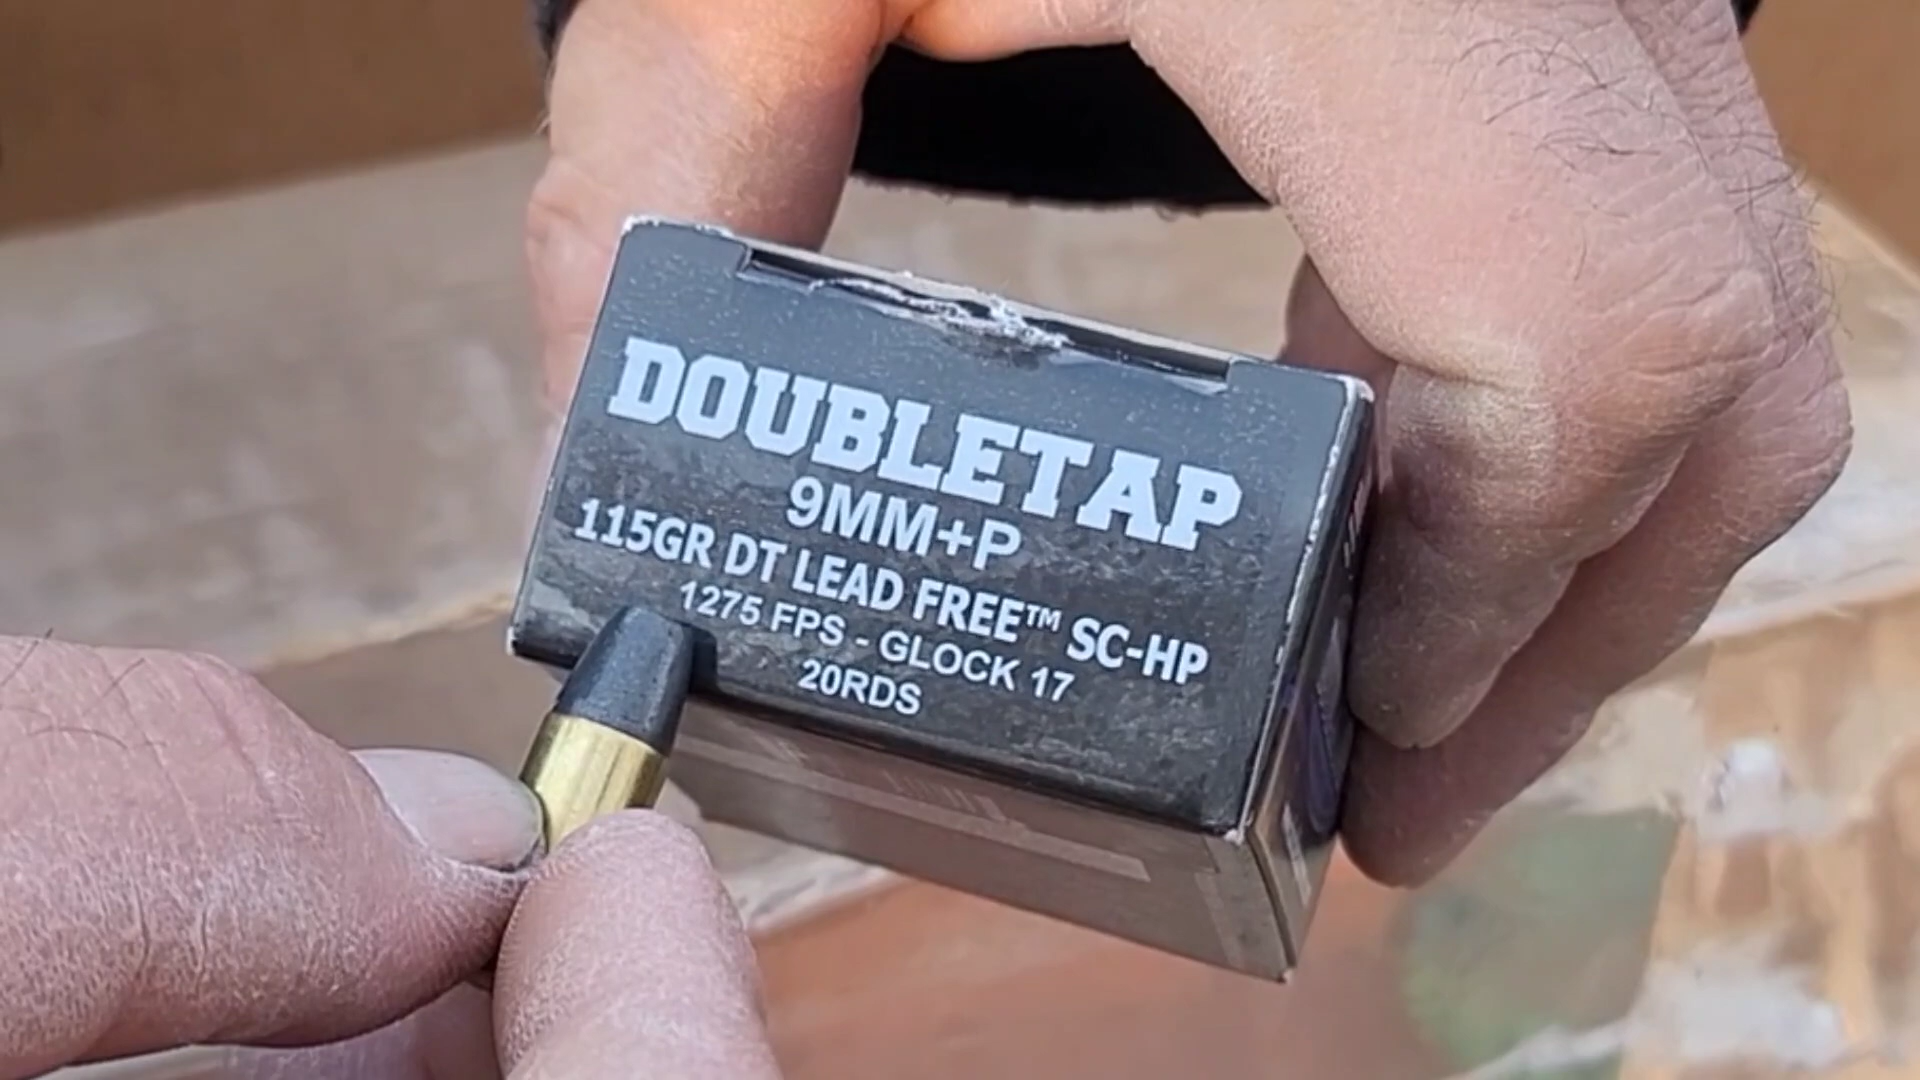 DOUBLETAP
9MM+P
115GR DT LEAD FREE™ SC-HP
1275 FPS - GLOCK 17
20RDS